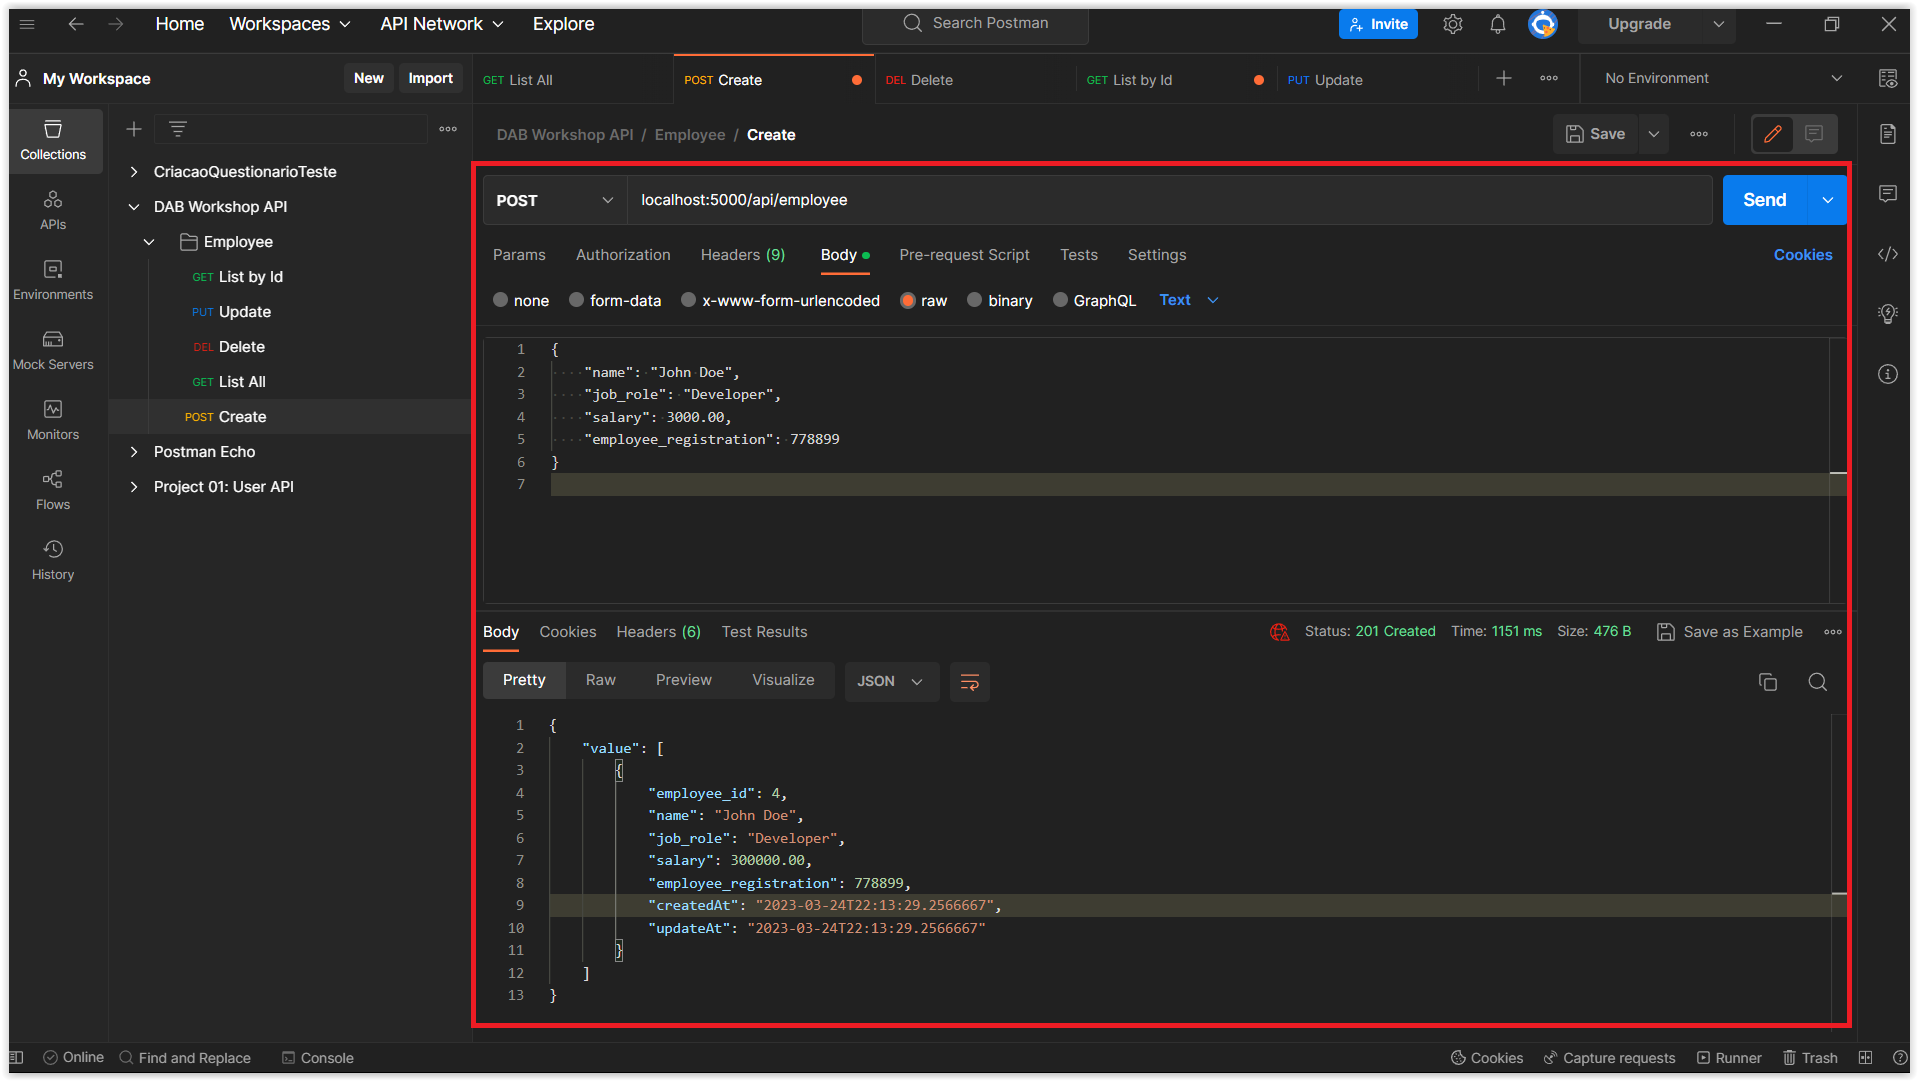 Home Workspaces API Network Explore Search Postman Invite Upgrade
My Workspace New Import GET List All POST Create DEL Delete GET List by Id PUT Update No Environment
DAB Workshop API / Employee / Create Save
Collections
APIs
Environments
Mock Servers
Monitors
Flows
History
CriacaoQuestionarioTeste
DAB Workshop API
Employee
GET List by Id
PUT Update
DEL Delete
GET List All
POST Create
Postman Echo
Project 01: User API
POST localhost:5000/api/employee Send
Params Authorization Headers (9) Body Pre-request Script Tests Settings Cookies
none form-data x-www-form-urlencoded raw binary GraphQL Text
1 {
2 "name": "John Doe",
3 "job_role": "Developer",
4 "salary": 3000.00,
5 "employee_registration": 778899
6 }
7
Body Cookies Headers (6) Test Results Status: 201 Created Time: 1151 ms Size: 476 B Save as Example
Pretty Raw Preview Visualize JSON
1 {
2 "value": [
3 {
4 "employee_id": 4,
5 "name": "John Doe",
6 "job_role": "Developer",
7 "salary": 300000.00,
8 "employee_registration": 778899,
9 "createdAt": "2023-03-24T22:13:29.2566667",
10 "updateAt": "2023-03-24T22:13:29.2566667"
11 }
12 ]
13 }
Online Find and Replace Console Cookies Capture requests Runner Trash